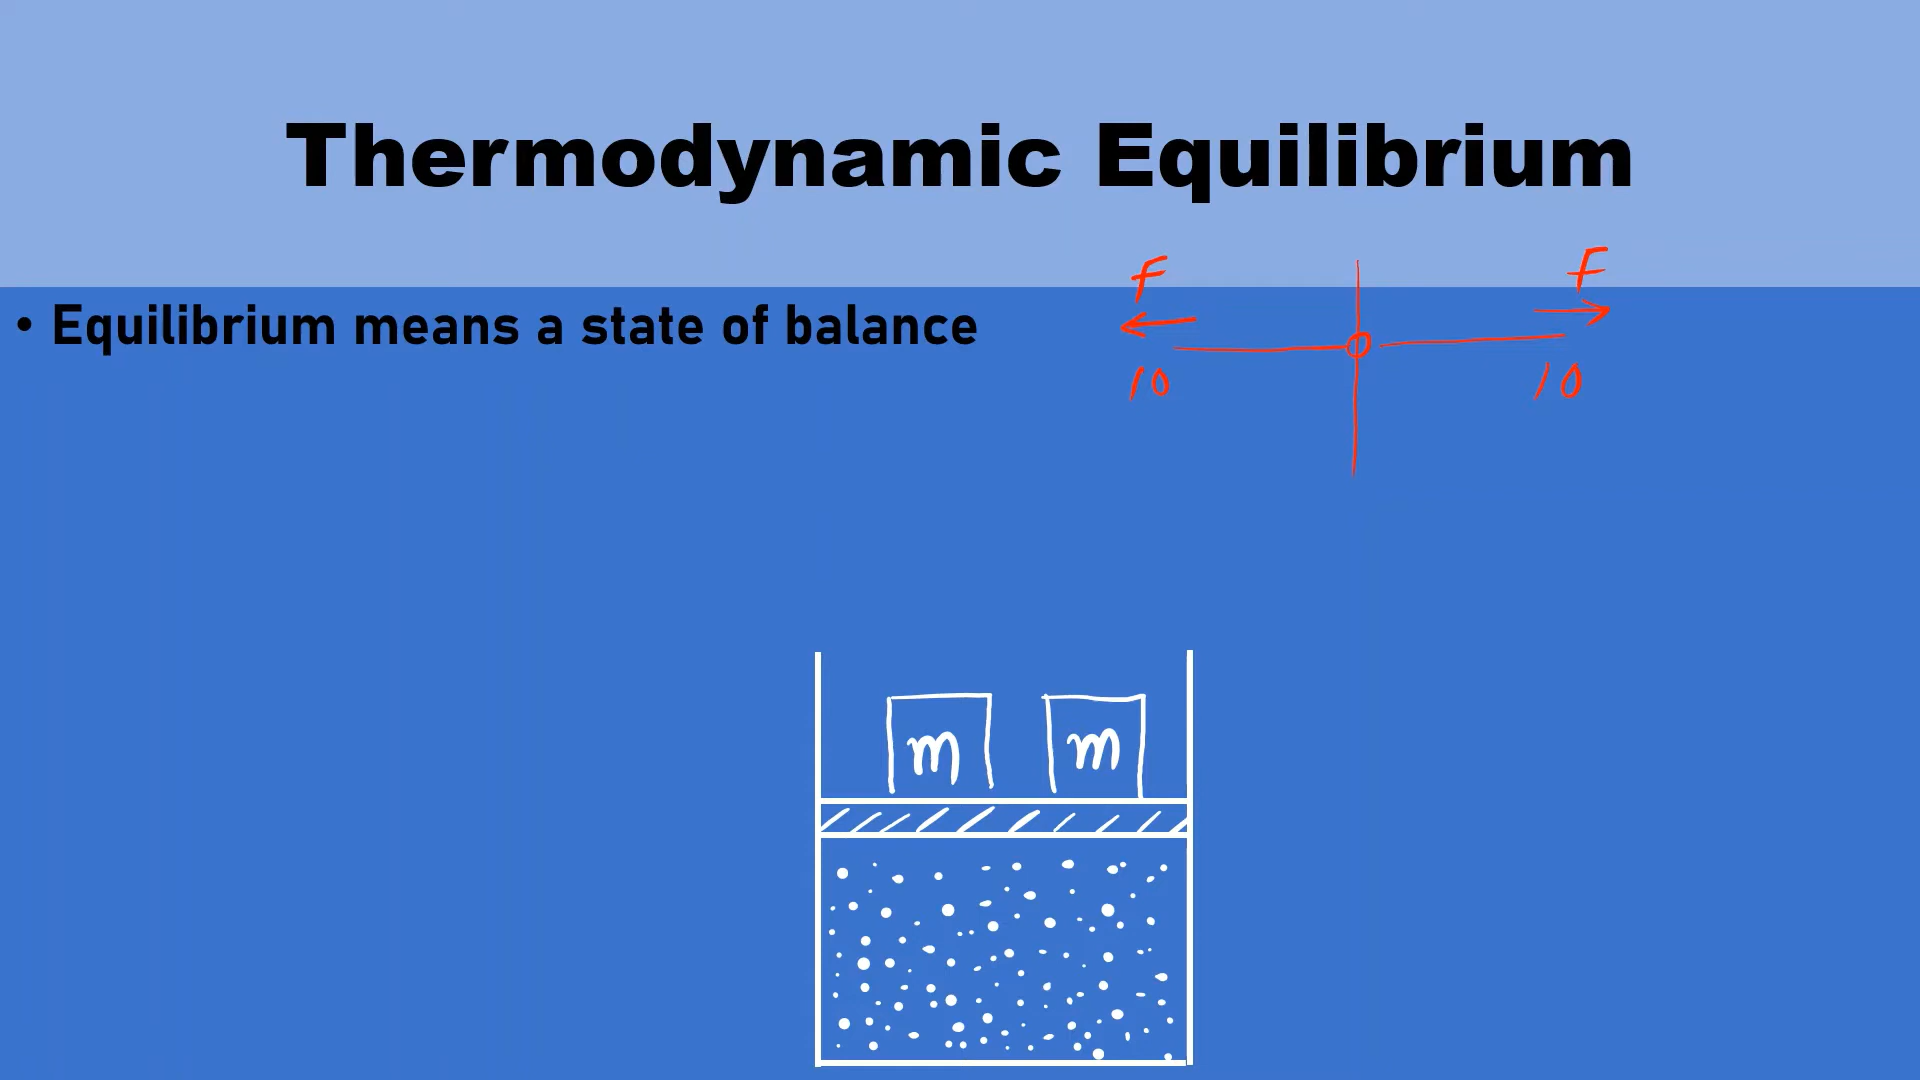 Thermodynamic Equilibrium
F F
• Equilibrium means a state of balance
10 10
m m